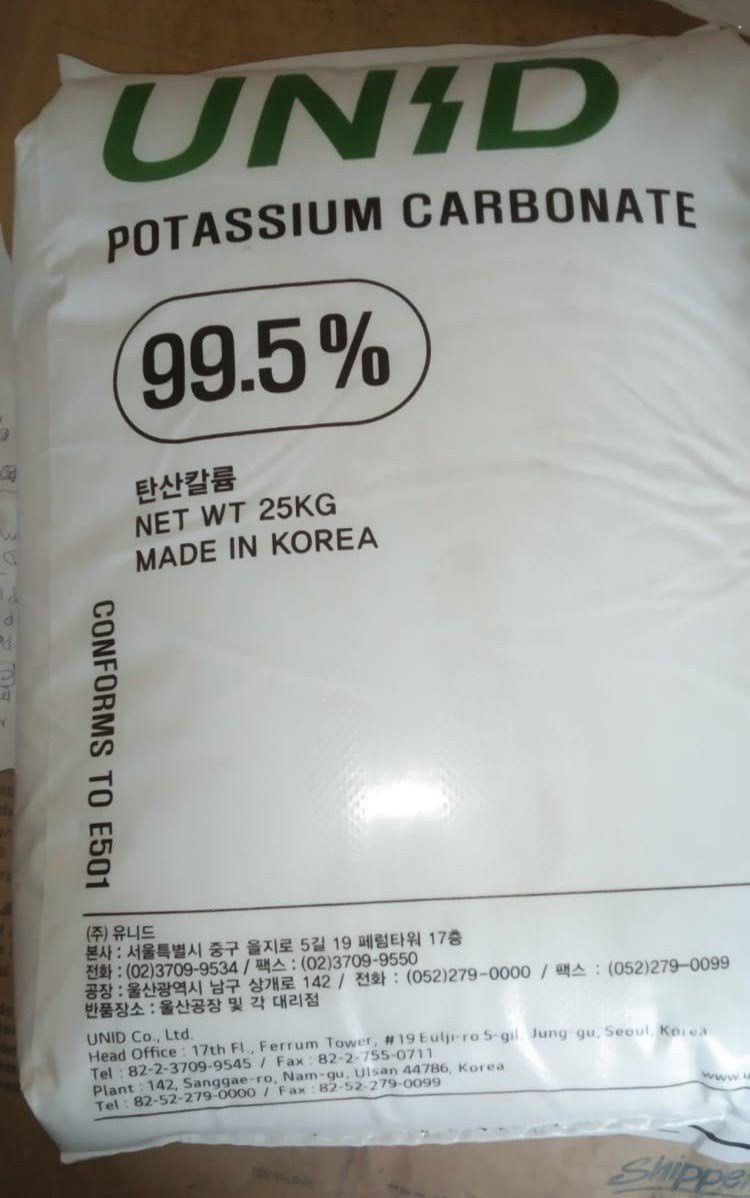 UNID
POTASSIUM CARBONATE
99.5%
탄산칼륨
NET WT 25KG
MADE IN KOREA
CONFORMS TO E501
(주) 유니드
본사 : 서울특별시 중구 을지로 5길 19 페럼타워 17층
전화 : (02)3709-9534 / 팩스 : (02)3709-9550
공장 : 울산광역시 남구 상개로 142 / 전화 : (052)279-0000 / 팩스 : (052)279-0099
반품장소 : 울산공장 및 각 대리점
UNID Co., Ltd.
Head Office : 17th Fl., Ferrum Tower, #19 Eulji-ro 5-gil, Jung-gu, Seoul, Korea
Tel : 82-2-3709-9545 / Fax : 82-2-755-0711
Plant : 142, Sanggae-ro, Nam-gu, Ulsan 44786, Korea
Tel : 82-52-279-0000 / Fax : 82-52-279-0099
www.u
Shipper